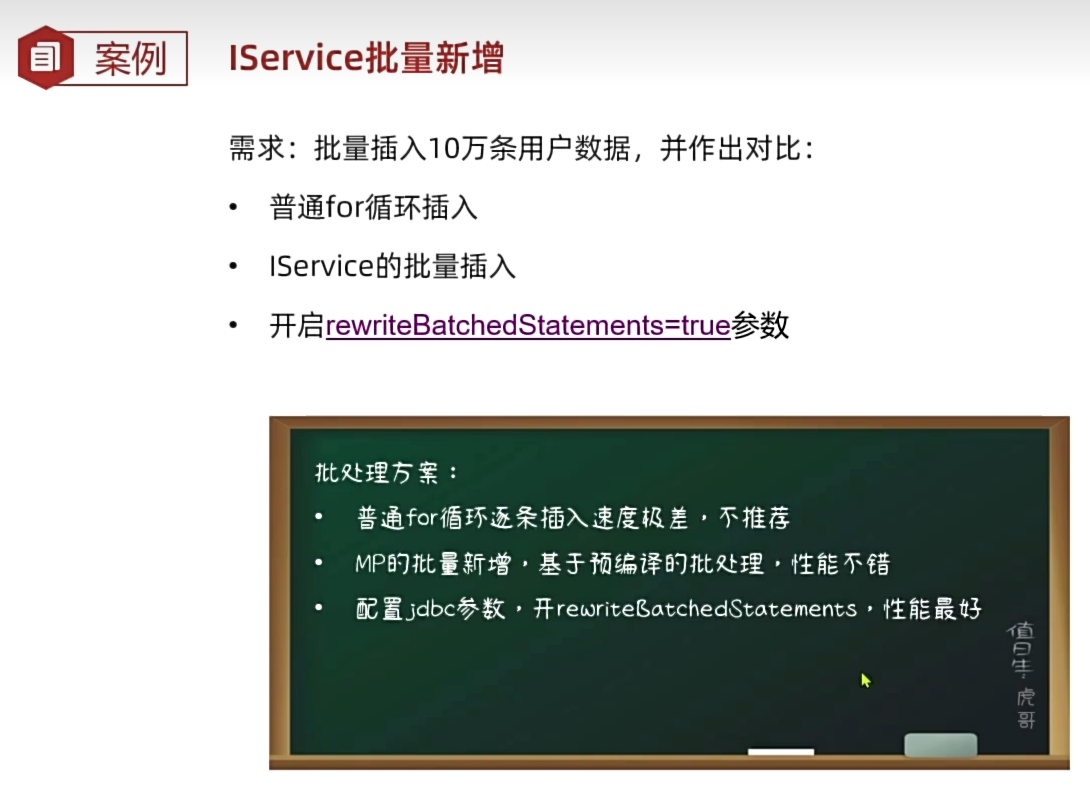 案例
IService批量新增
需求：批量插入10万条用户数据，并作出对比：
• 普通for循环插入
• IService的批量插入
• 开启rewriteBatchedStatements=true参数
批处理方案：
• 普通for循环逐条插入速度极差，不推荐
• MP的批量新增，基于预编译的批处理，性能不错
• 配置jdbc参数，开rewriteBatchedStatements，性能最好
值日生：虎哥